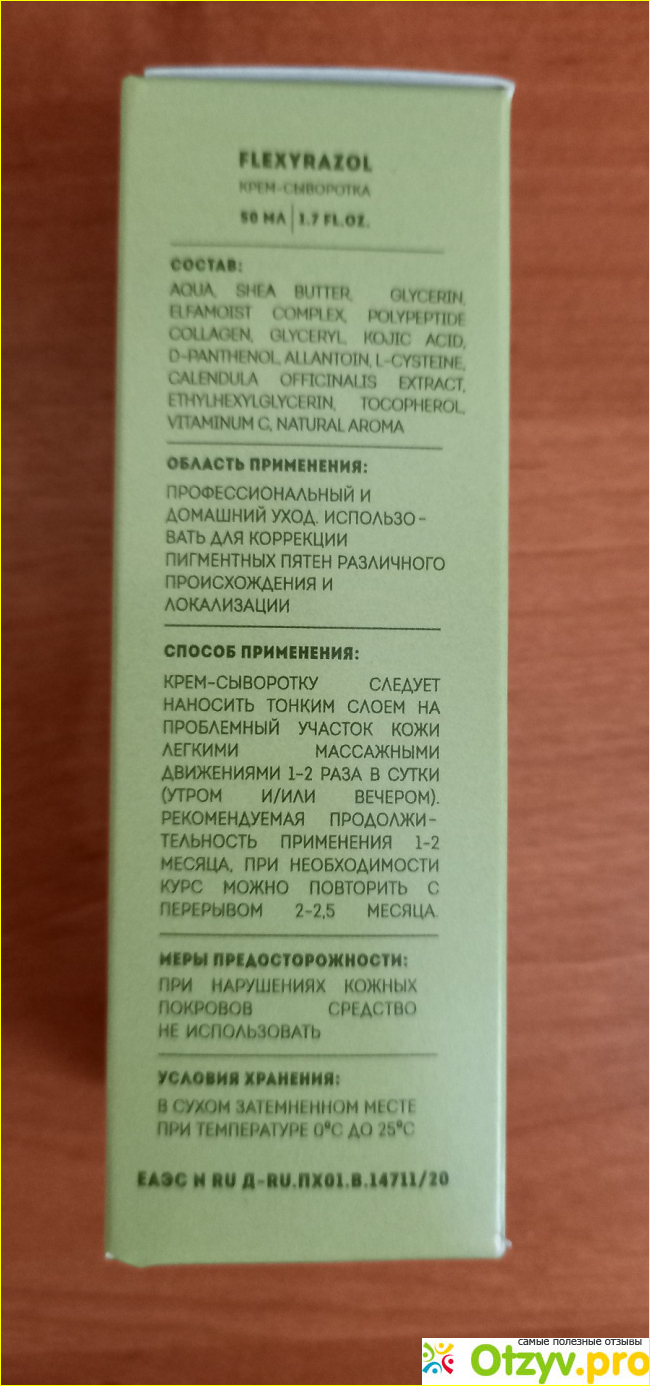 FLEXYRAZOL
КРЕМ-СЫВОРОТКА
50 МЛ | 1.7 FL.OZ.
СОСТАВ:
AQUA, SHEA BUTTER, GLYCERIN,
ELFAMOIST COMPLEX, POLYPEPTIDE
COLLAGEN, GLYCERYL, KOJIC ACID,
D-PANTHENOL, ALLANTOIN, L-CYSTEINE,
CALENDULA OFFICINALIS EXTRACT,
ETHYLHEXYLGLYCERIN, TOCOPHEROL,
VITAMINUM C, NATURAL AROMA
ОБЛАСТЬ ПРИМЕНЕНИЯ:
ПРОФЕССИОНАЛЬНЫЙ И
ДОМАШНИЙ УХОД. ИСПОЛЬЗО-
ВАТЬ ДЛЯ КОРРЕКЦИИ
ПИГМЕНТНЫХ ПЯТЕН РАЗЛИЧНОГО
ПРОИСХОЖДЕНИЯ И
ЛОКАЛИЗАЦИИ
СПОСОБ ПРИМЕНЕНИЯ:
КРЕМ-СЫВОРОТКУ СЛЕДУЕТ
НАНОСИТЬ ТОНКИМ СЛОЕМ НА
ПРОБЛЕМНЫЙ УЧАСТОК КОЖИ
ЛЕГКИМИ МАССАЖНЫМИ
ДВИЖЕНИЯМИ 1-2 РАЗА В СУТКИ
(УТРОМ И/ИЛИ ВЕЧЕРОМ).
РЕКОМЕНДУЕМАЯ ПРОДОЛЖИ-
ТЕЛЬНОСТЬ ПРИМЕНЕНИЯ 1-2
МЕСЯЦА, ПРИ НЕОБХОДИМОСТИ
КУРС МОЖНО ПОВТОРИТЬ С
ПЕРЕРЫВОМ 2-2,5 МЕСЯЦА.
МЕРЫ ПРЕДОСТОРОЖНОСТИ:
ПРИ НАРУШЕНИЯХ КОЖНЫХ
ПОКРОВОВ СРЕДСТВО
НЕ ИСПОЛЬЗОВАТЬ
УСЛОВИЯ ХРАНЕНИЯ:
В СУХОМ ЗАТЕМНЕННОМ МЕСТЕ
ПРИ ТЕМПЕРАТУРЕ 0°С ДО 25°С
ЕАЭС N RU Д-RU.ПХ01.В.14711/20
самые полезные отзывы
Otzyv.pro